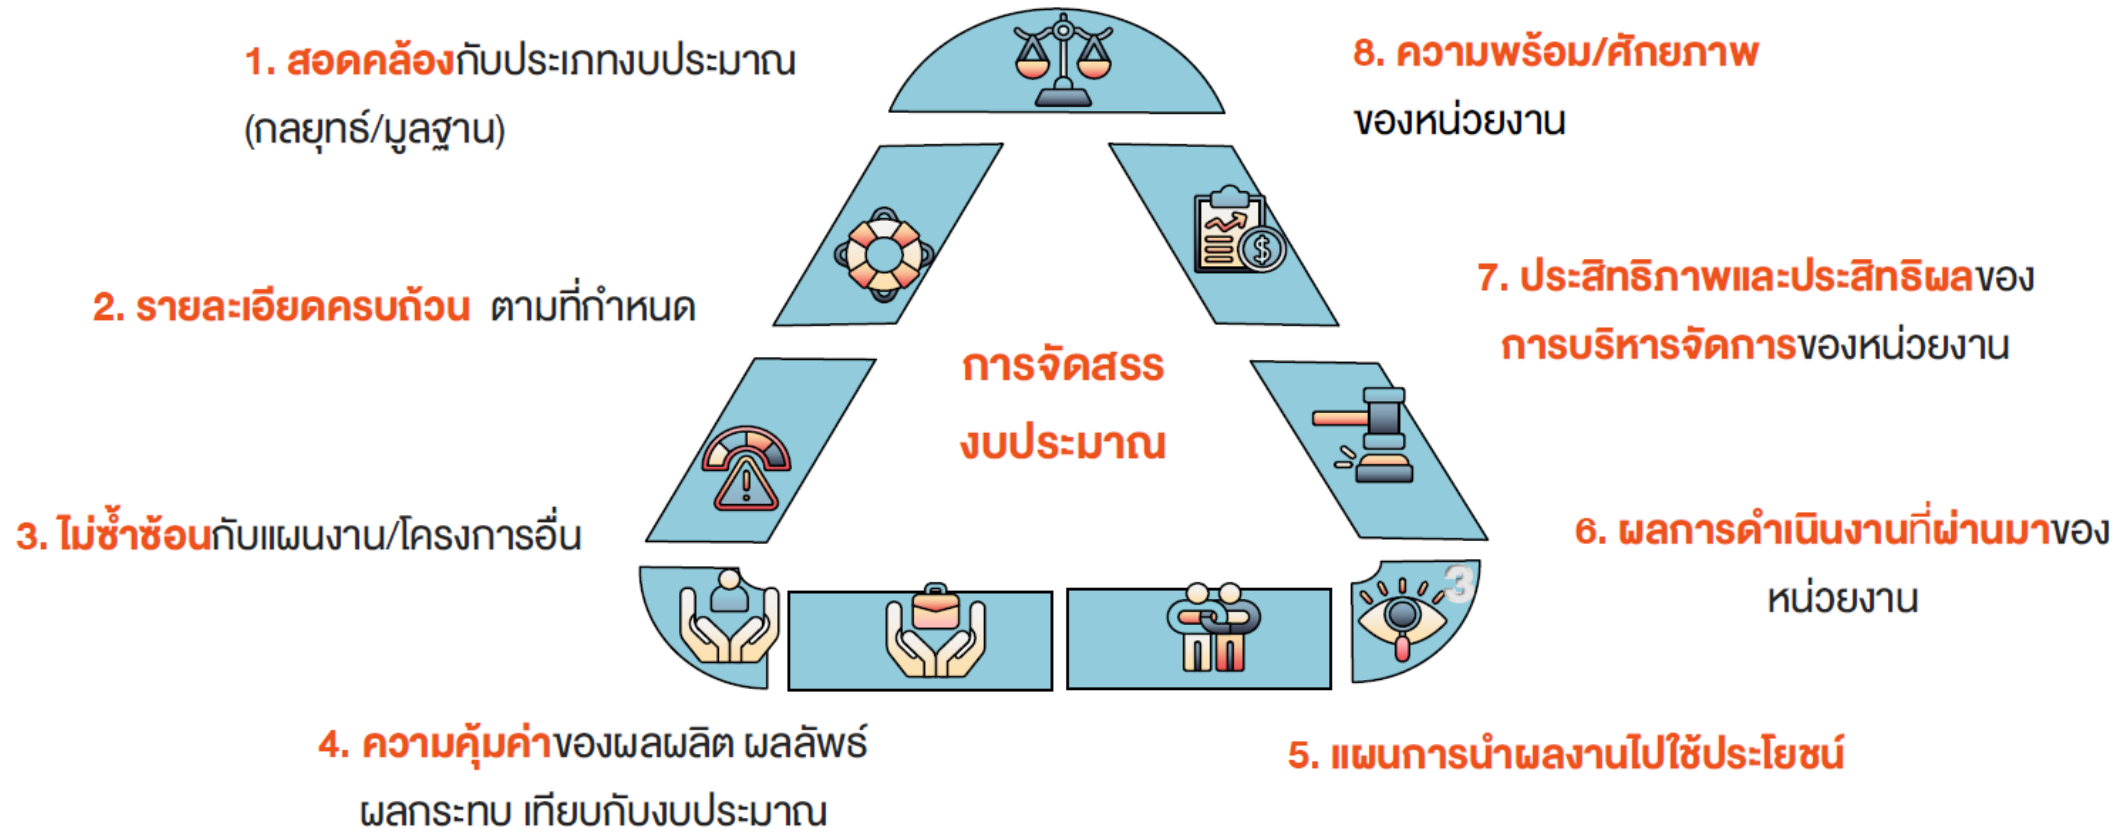 1. สอดคล้องกับประเภทงบประมาณ
(กลยุทธ์/มูลฐาน)
2. รายละเอียดครบถ้วน ตามที่กำหนด
3. ไม่ซ้ำซ้อนกับแผนงาน/โครงการอื่น
4. ความคุ้มค่าของผลผลิต ผลลัพธ์
ผลกระทบ เทียบกับงบประมาณ
5. แผนการนำผลงานไปใช้ประโยชน์
6. ผลการดำเนินงานที่ผ่านมาของ
หน่วยงาน
7. ประสิทธิภาพและประสิทธิผลของ
การบริหารจัดการของหน่วยงาน
8. ความพร้อม/ศักยภาพ
ของหน่วยงาน
การจัดสรร
งบประมาณ
3